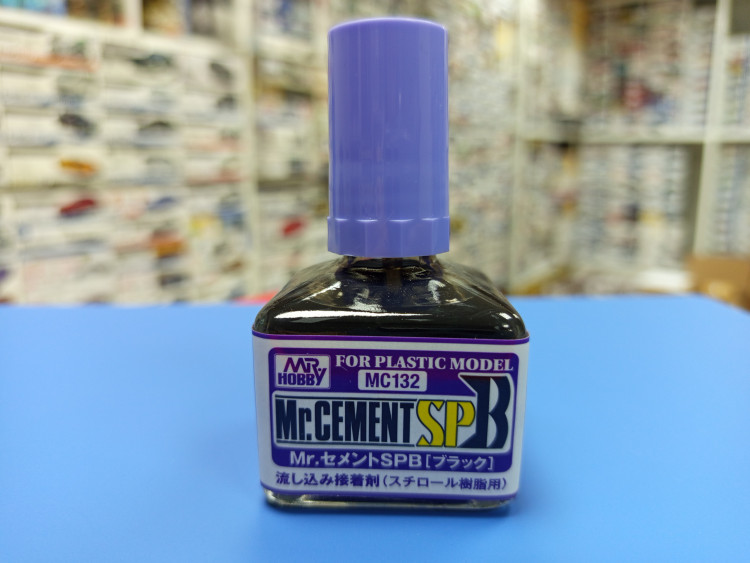 MR HOBBY
FOR PLASTIC MODEL
MC132
Mr.CEMENT SPB
Mr.セメントSPB[ブラック]
流し込み接着剤(スチロール樹脂用)